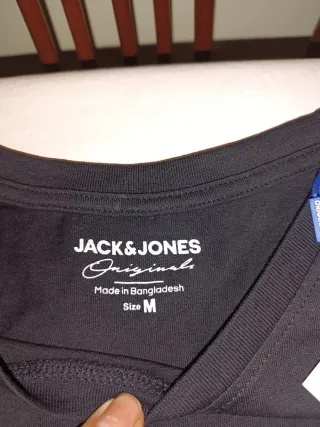 JACK&JONES
Originals
Made in Bangladesh
Size M